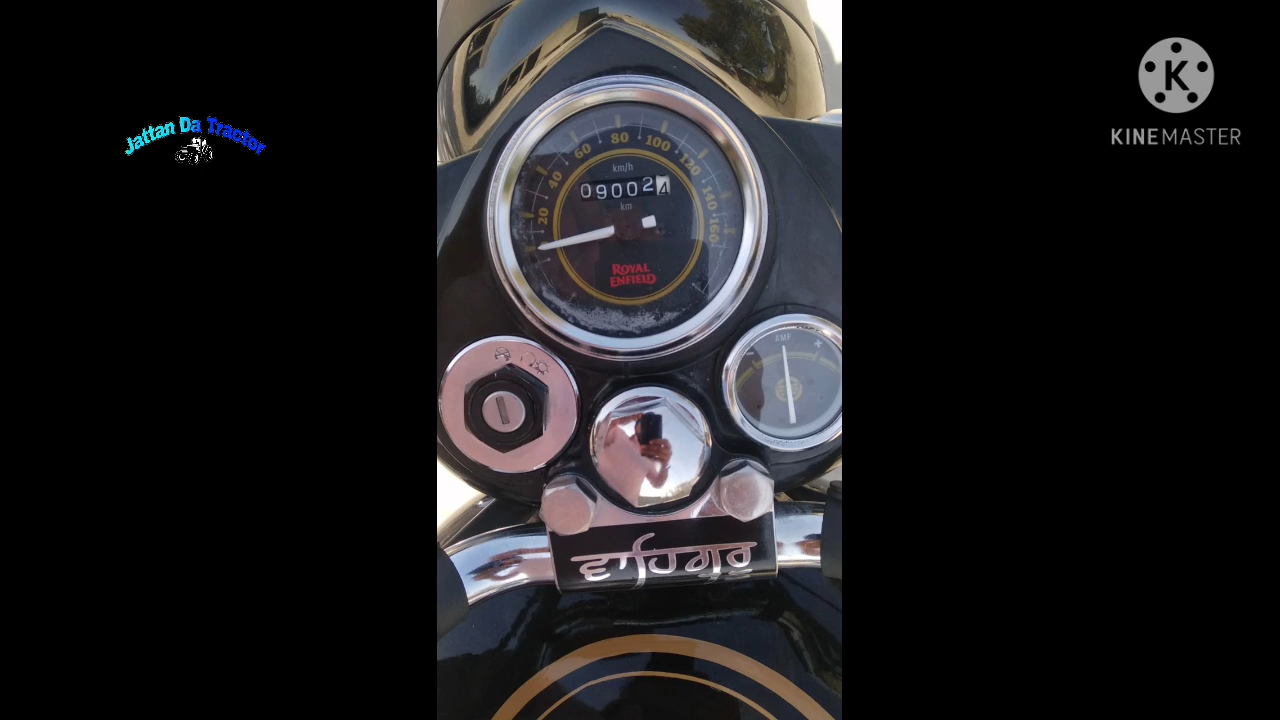 Jattan Da Tractor
KINEMASTER
20 40 60 80 100 120 140 160
km/h
090024
km
ROYAL
ENFIELD
AMP
ਵਾਹਿਗੁਰੂ